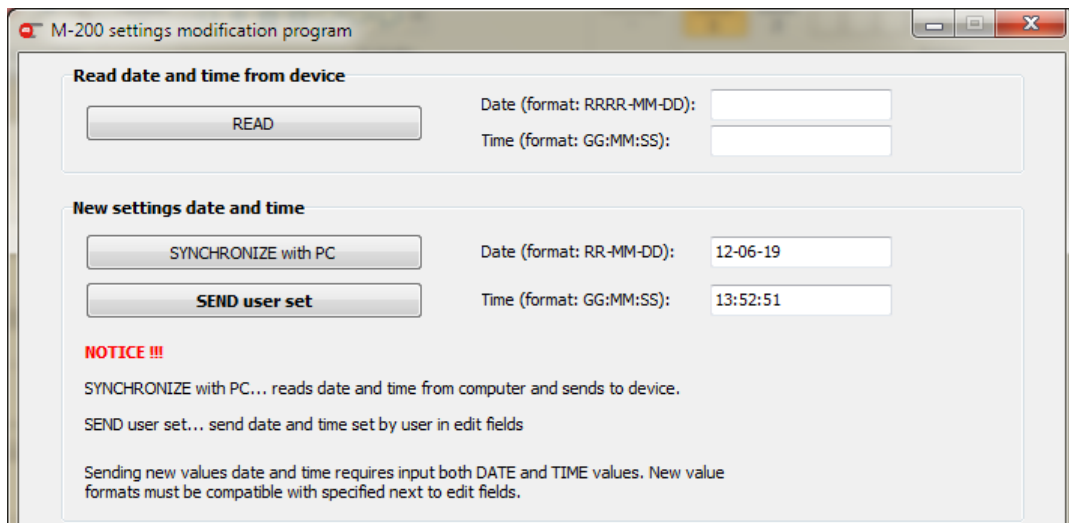 M-200 settings modification program
Read date and time from device
READ
Date (format: RRRR-MM-DD):
Time (format: GG:MM:SS):
New settings date and time
SYNCHRONIZE with PC
Date (format: RR-MM-DD):
12-06-19
SEND user set
Time (format: GG:MM:SS):
13:52:51
NOTICE !!!
SYNCHRONIZE with PC... reads date and time from computer and sends to device.
SEND user set... send date and time set by user in edit fields
Sending new values date and time requires input both DATE and TIME values. New value
formats must be compatible with specified next to edit fields.